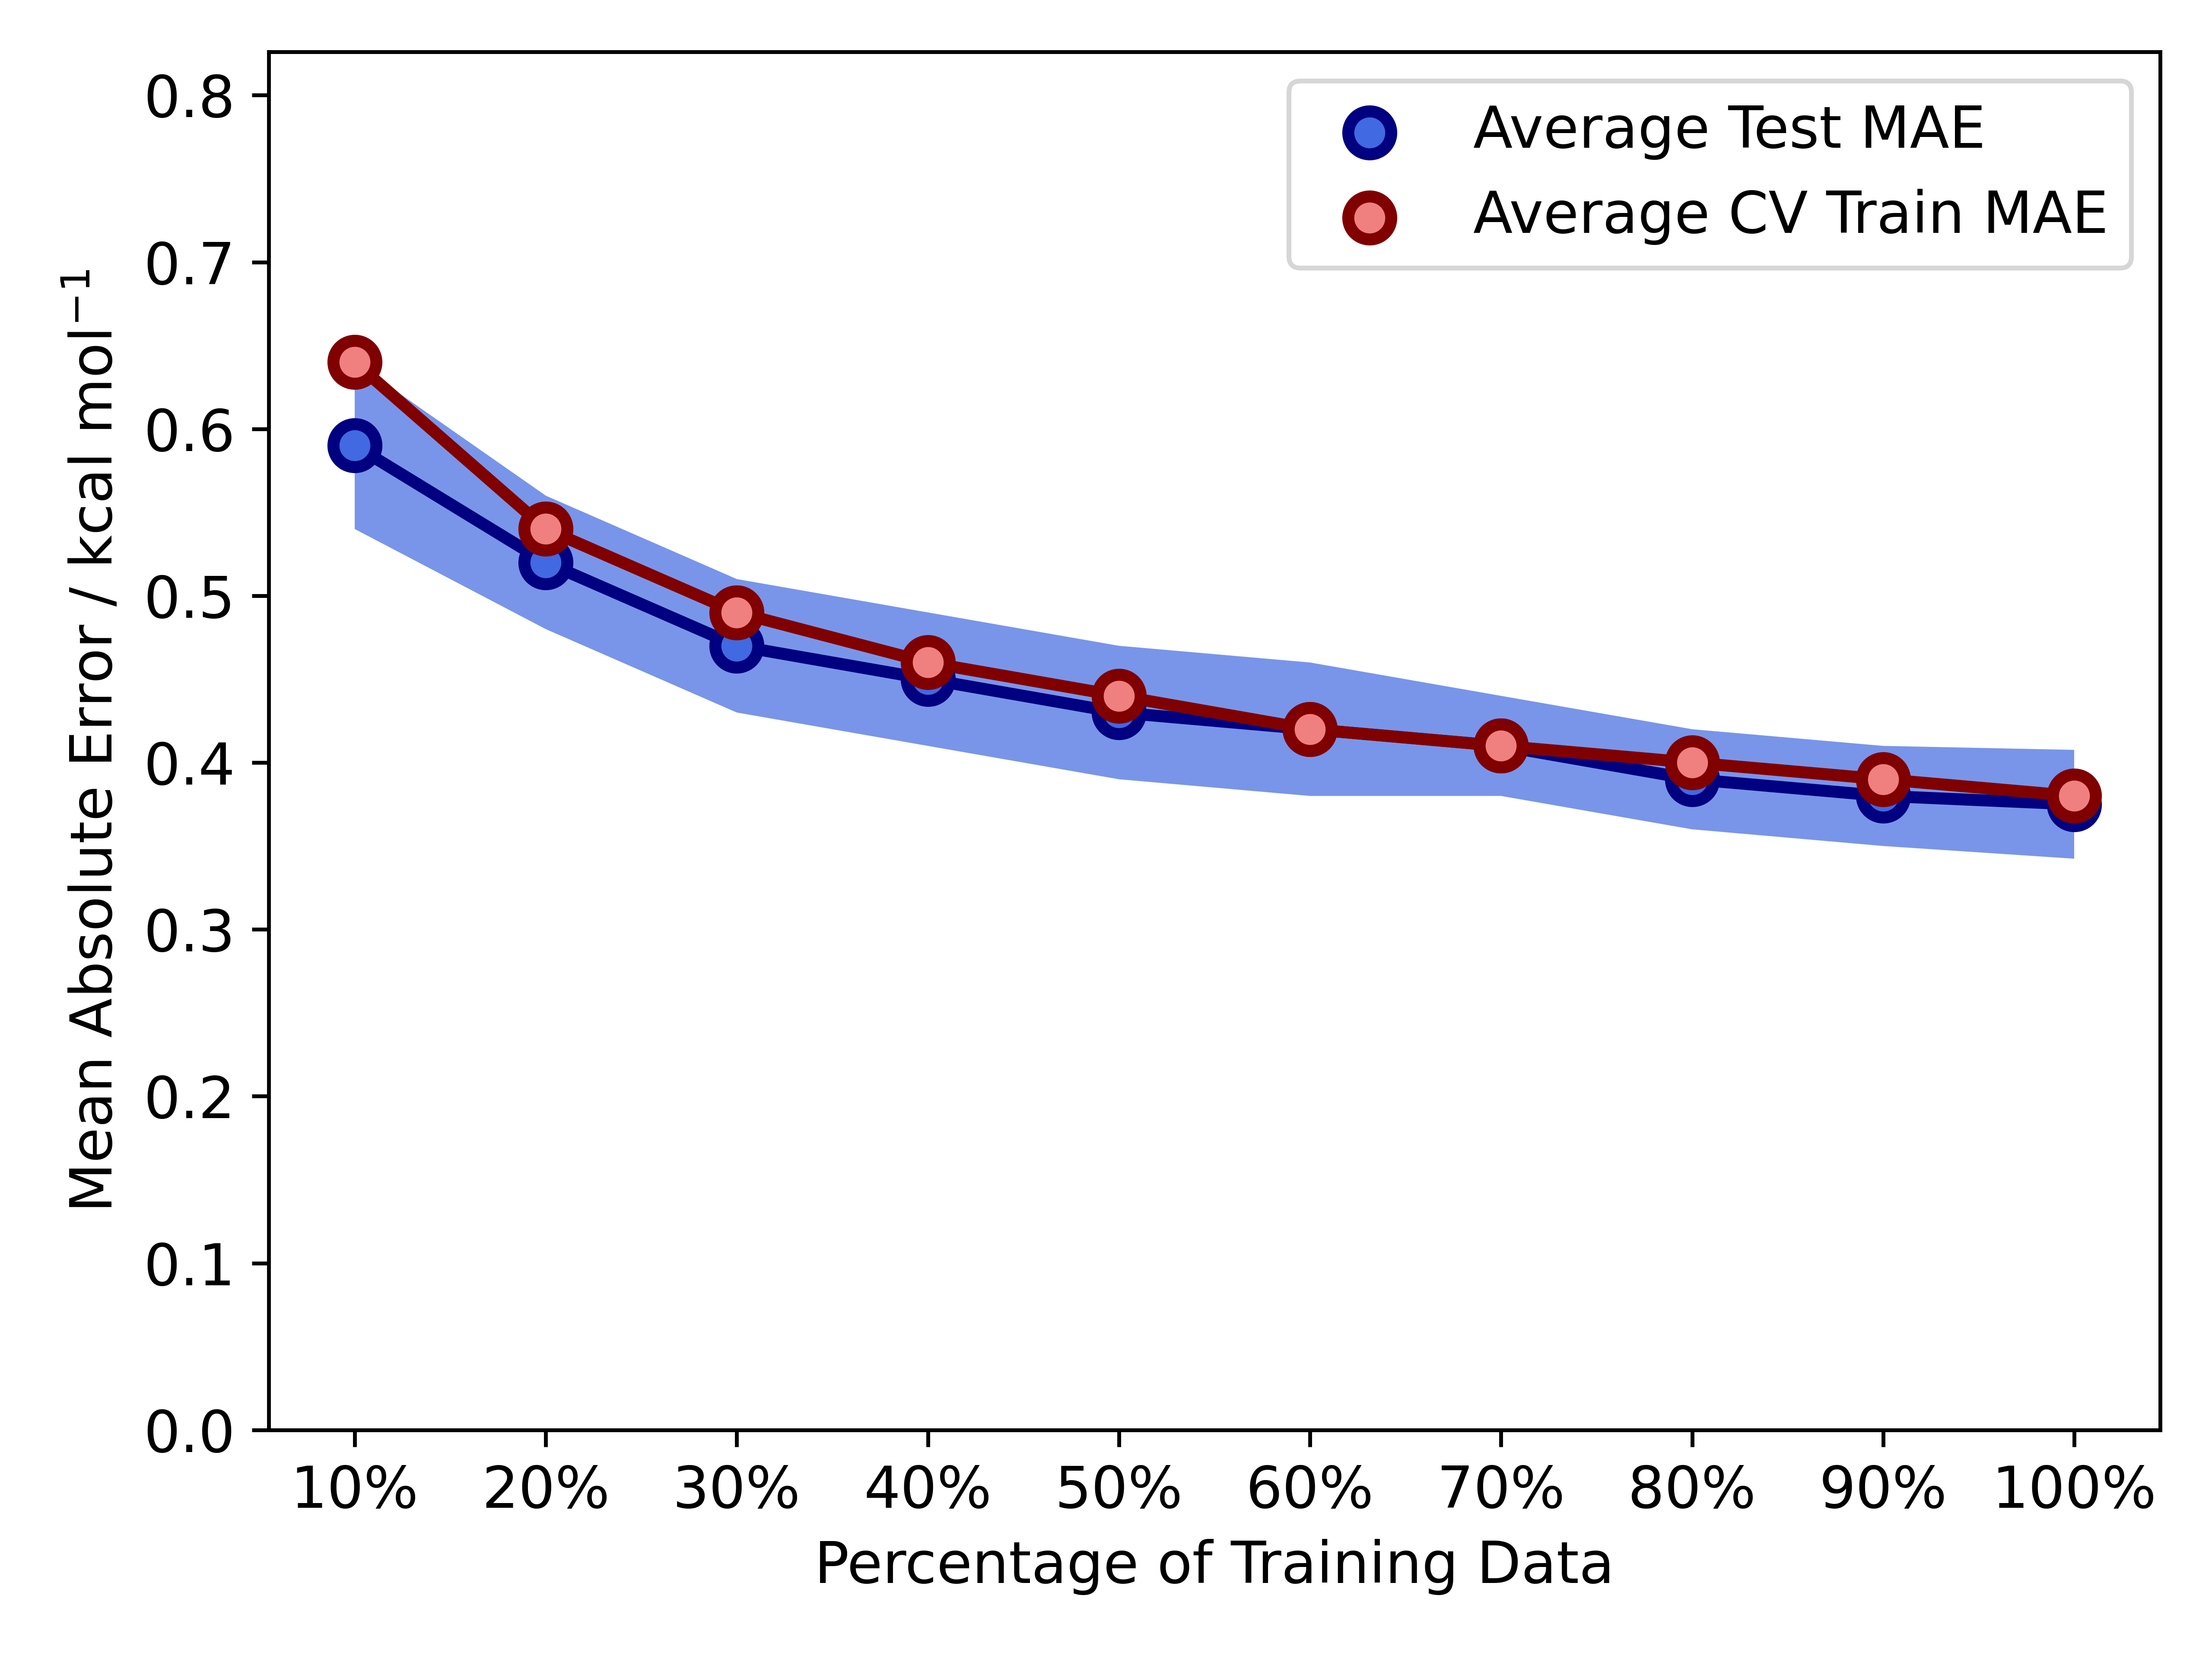 Average Test MAE
Average CV Train MAE
Mean Absolute Error / kcal mol⁻¹
0.8
0.7
0.6
0.5
0.4
0.3
0.2
0.1
0.0
10% 20% 30% 40% 50% 60% 70% 80% 90% 100%
Percentage of Training Data